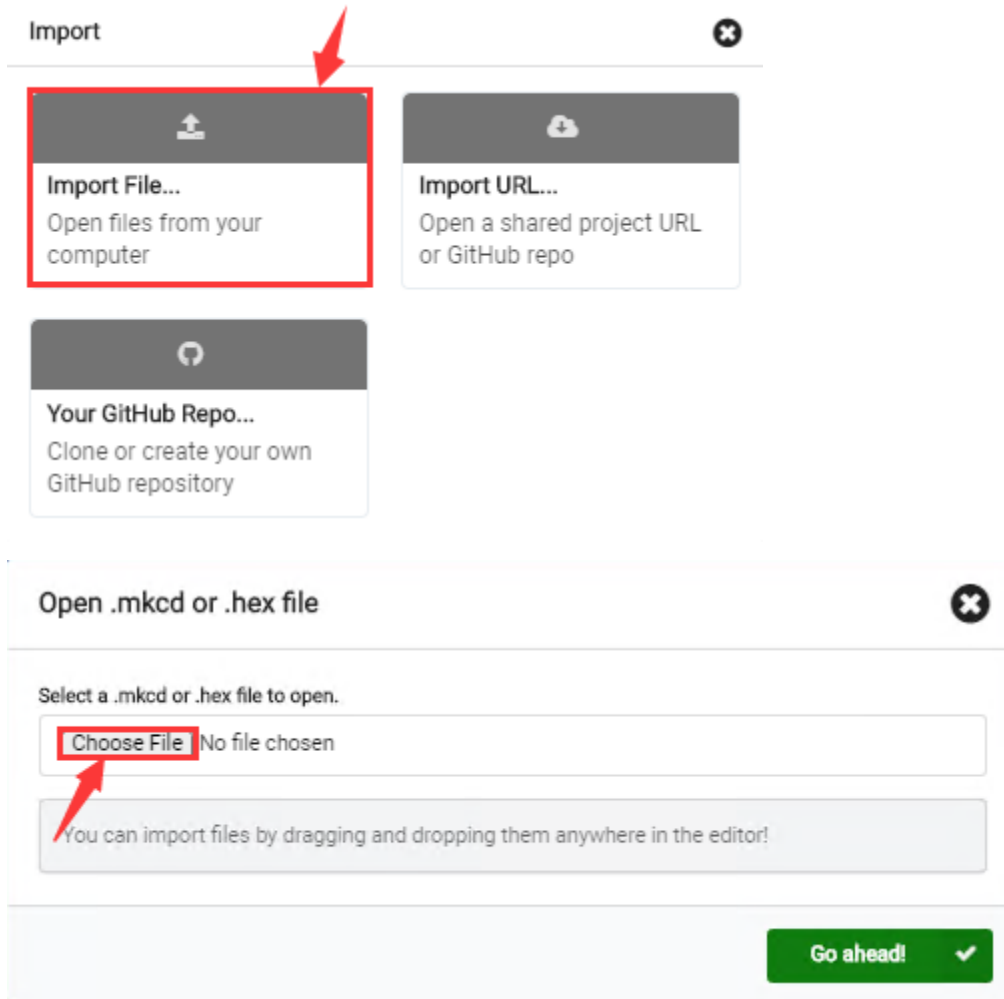 Import
Import File...
Open files from your
computer
Import URL...
Open a shared project URL
or GitHub repo
Your GitHub Repo...
Clone or create your own
GitHub repository
Open .mkcd or .hex file
Select a .mkcd or .hex file to open.
Choose File No file chosen
You can import files by dragging and dropping them anywhere in the editor!
Go ahead!